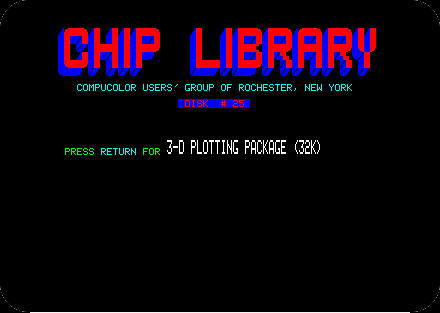 CHIP LIBRARY
COMPUCOLOR USERS' GROUP OF ROCHESTER, NEW YORK
DISK # 25
PRESS RETURN FOR 3-D PLOTTING PACKAGE (32K)